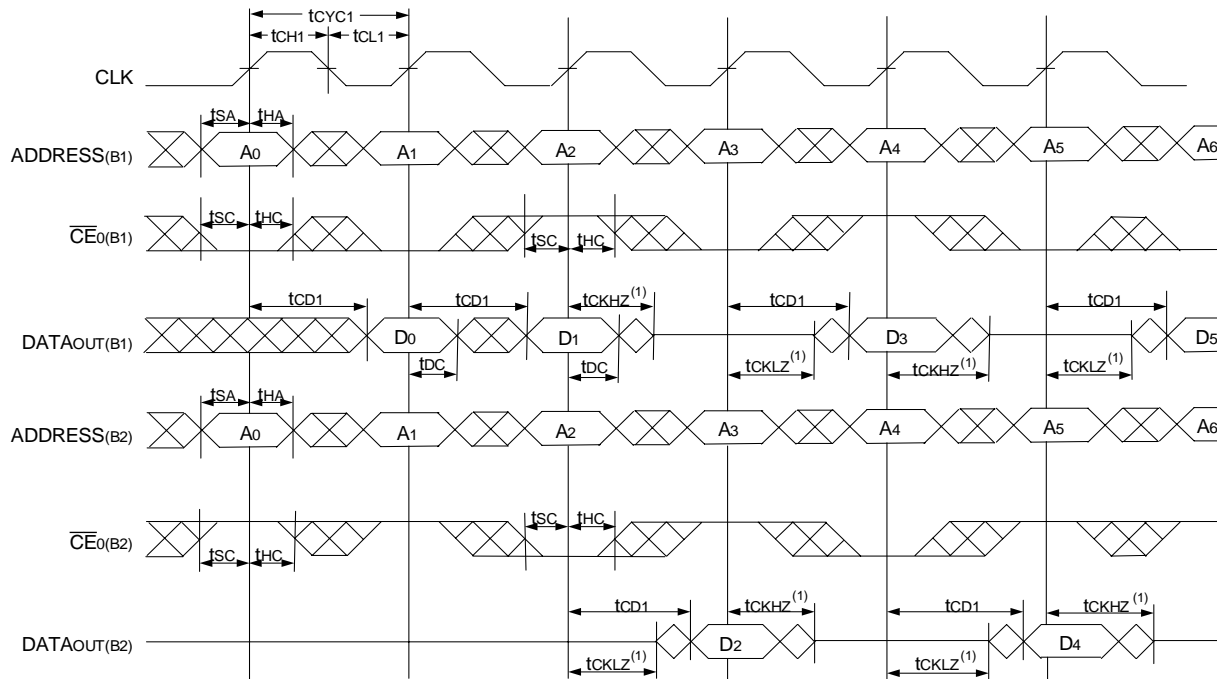 tCYC1
tCH1 tCL1
CLK
tSA tHA
ADDRESS(B1) A0 A1 A2 A3 A4 A5 A6
tSC tHC
CE0(B1)
tSC tHC
tCD1 tCD1 tCKHZ(1) tCD1 tCD1
DATAOUT(B1) D0 D1 D3 D5
tDC tDC tCKLZ(1) tCKHZ(1) tCKLZ(1)
tSA tHA
ADDRESS(B2) A0 A1 A2 A3 A4 A5 A6
tSC tHC
CE0(B2)
tSC tHC
tCD1 tCKHZ(1) tCD1 tCKHZ(1)
DATAOUT(B2) D2 D4
tCKLZ(1) tCKLZ(1)